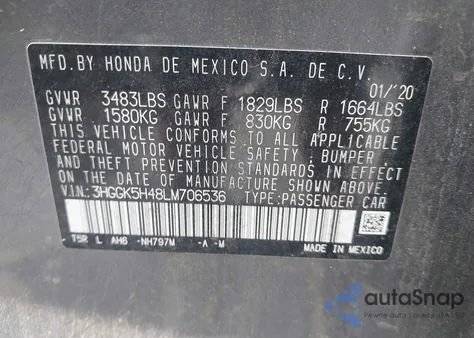 MFD.BY HONDA DE MEXICO S.A. DE C.V.
01/'20
GVWR 3483LBS GAWR F 1829LBS R 1664LBS
GVWR 1580KG GAWR F 830KG R 755KG
THIS VEHICLE CONFORMS TO ALL APPLICABLE
FEDERAL MOTOR VEHICLE SAFETY, BUMPER,
AND THEFT PREVENTION STANDARDS IN EFFECT
ON THE DATE OF MANUFACTURE SHOWN ABOVE.
V.I.N.: 3HGGK5H48LM706536 TYPE: PASSENGER CAR
T5R L AH6 -NH797M -A -M
MADE IN MEXICO
autoSnap